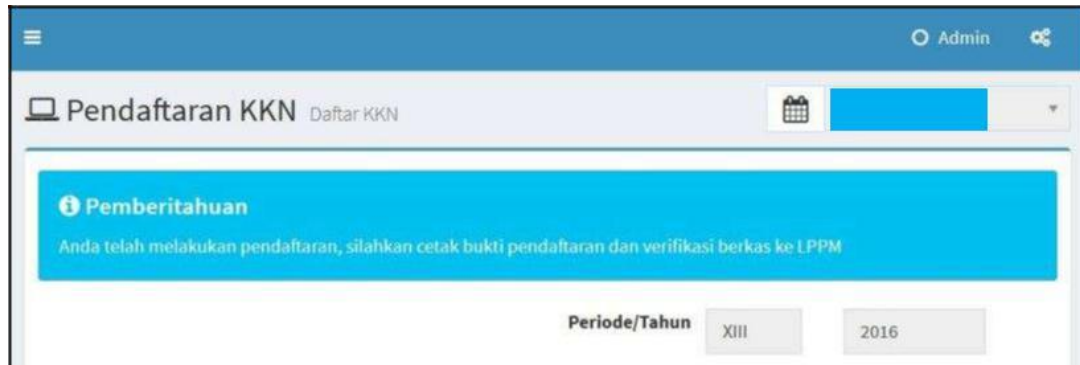 Admin
Pendaftaran KKN Daftar KKN
Pemberitahuan
Anda telah melakukan pendaftaran, silahkan cetak bukti pendaftaran dan verifikasi berkas ke LPPM
Periode/Tahun XIII 2016